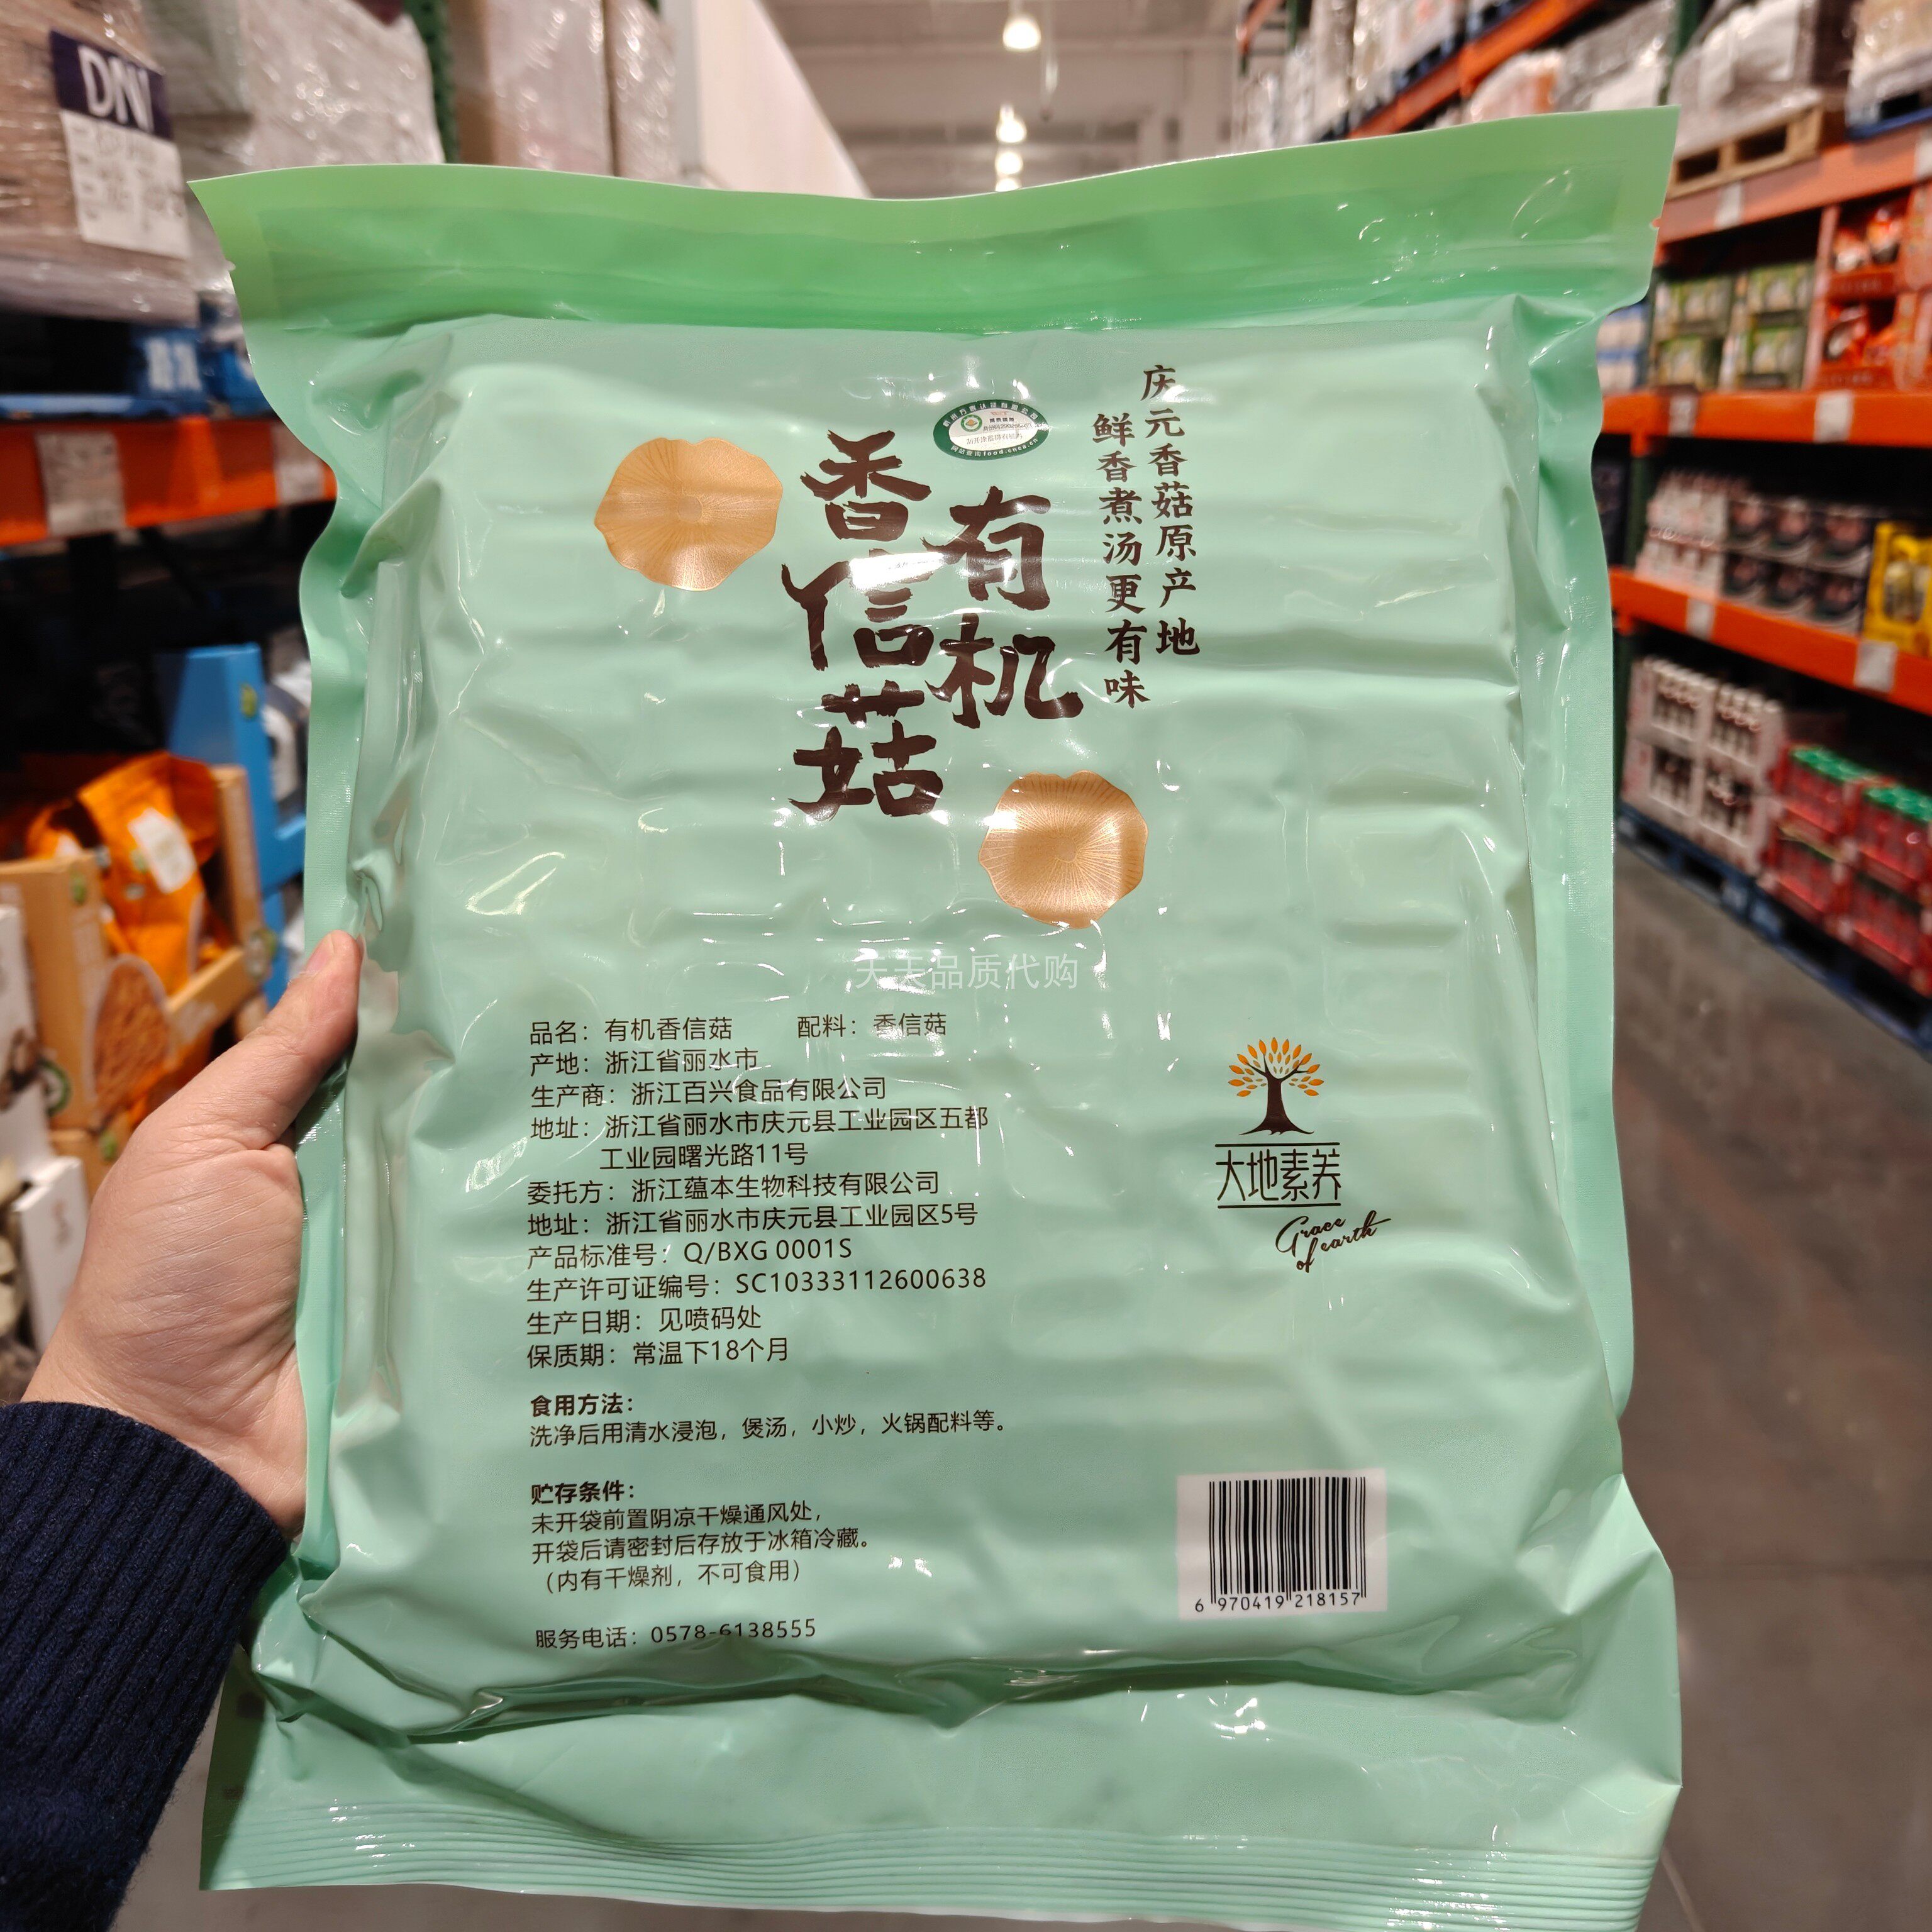 DN
庆元香菇原产地
鲜香煮汤更有味
有机
香信菇
天天品质代购
品名：有机香信菇 配料：香信菇
产地：浙江省丽水市
生产商：浙江百兴食品有限公司
地址：浙江省丽水市庆元县工业园区五都
工业园曙光路11号
委托方：浙江蕴本生物科技有限公司
地址：浙江省丽水市庆元县工业园区5号
产品标准号：Q/BXG 0001S
生产许可证编号：SC10333112600638
生产日期：见喷码处
保质期：常温下18个月
食用方法：
洗净后用清水浸泡，煲汤，小炒，火锅配料等。
贮存条件：
未开袋前置阴凉干燥通风处，
开袋后请密封后存放于冰箱冷藏。
（内有干燥剂，不可食用）
服务电话：0578-6138555
大地素养
Grace
of earth
6 970419 218157